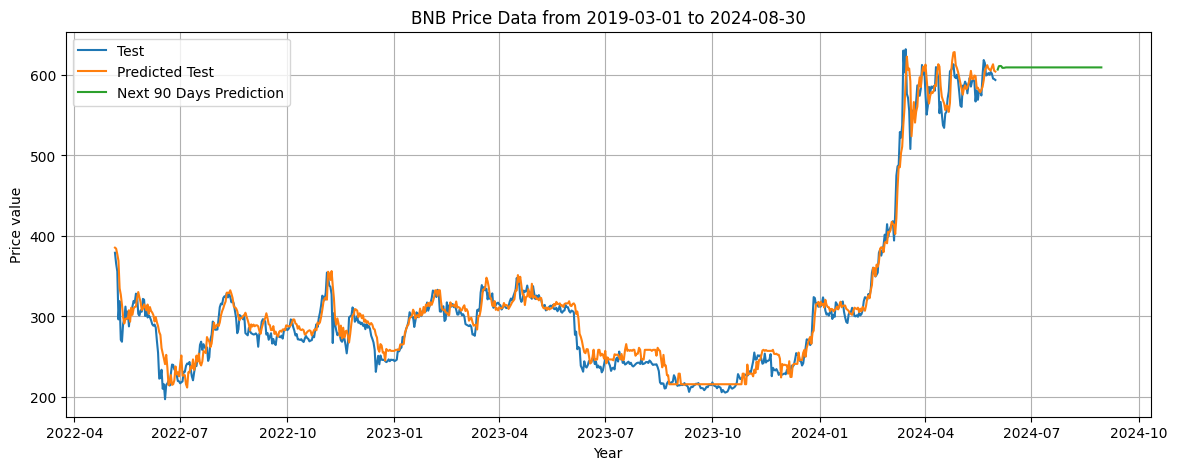 BNB Price Data from 2019-03-01 to 2024-08-30
Test
Predicted Test
Next 90 Days Prediction
Price value
600
500
400
300
200
2022-04 2022-07 2022-10 2023-01 2023-04 2023-07 2023-10 2024-01 2024-04 2024-07 2024-10
Year